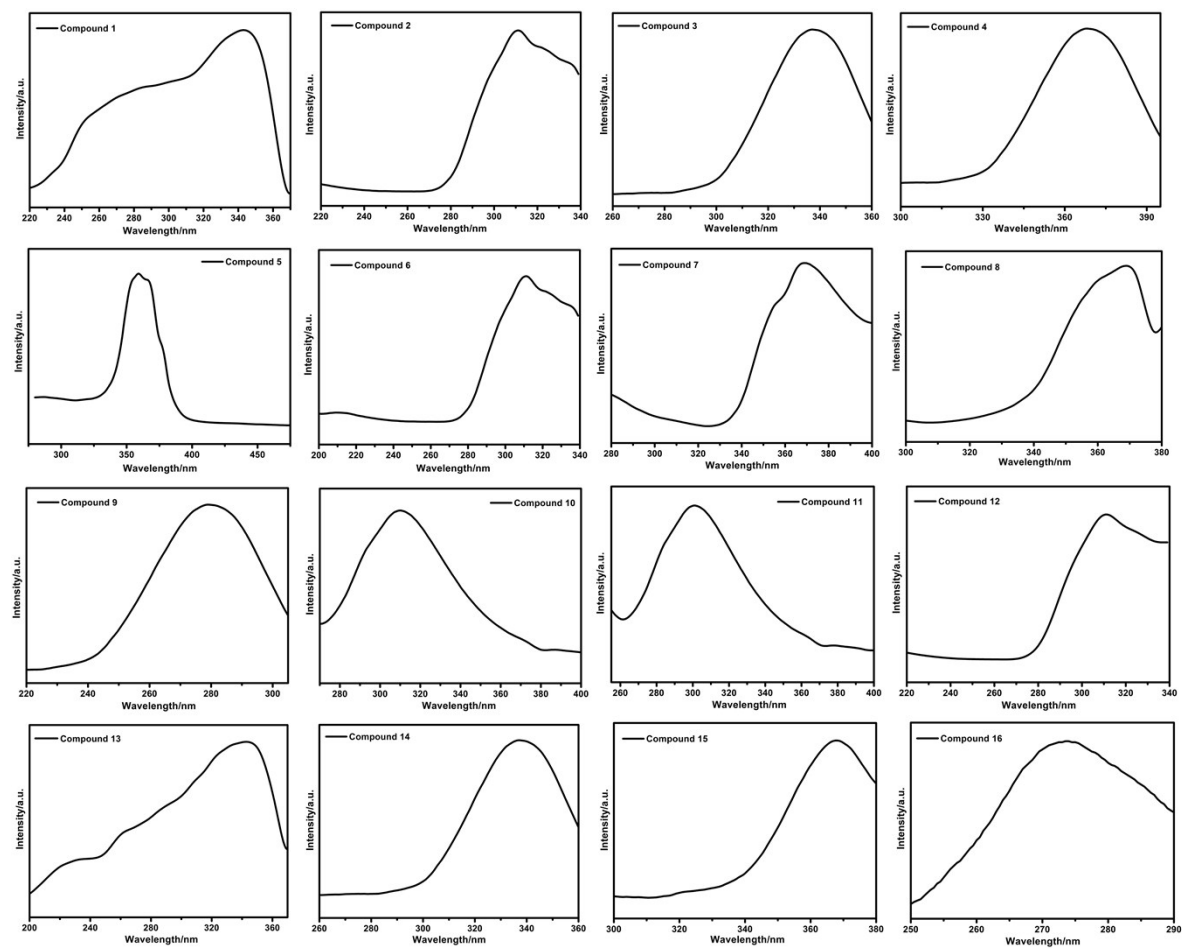 Compound 1
Intensity/a.u.
220 240 260 280 300 320 340 360
Wavelength/nm
Compound 2
Intensity/a.u.
220 240 260 280 300 320 340
Wavelength/nm
Compound 3
Intensity/a.u.
260 280 300 320 340 360
Wavelength/nm
Compound 4
Intensity/a.u.
300 330 360 390
Wavelength/nm
Compound 5
Intensity/a.u.
300 350 400 450
Wavelength/nm
Compound 6
Intensity/a.u.
200 220 240 260 280 300 320 340
Wavelength/nm
Compound 7
Intensity/a.u.
280 300 320 340 360 380 400
Wavelength/nm
Compound 8
Intensity/a.u.
300 320 340 360 380
Wavelength/nm
Compound 9
Intensity/a.u.
220 240 260 280 300
Wavelength/nm
Compound 10
Intensity/a.u.
280 300 320 340 360 380 400
Wavelength/nm
Compound 11
Intensity/a.u.
260 280 300 320 340 360 380 400
Wavelength/nm
Compound 12
Intensity/a.u.
220 240 260 280 300 320 340
Wavelength/nm
Compound 13
Intensity/a.u.
200 240 280 320 360
Wavelength/nm
Compound 14
Intensity/a.u.
260 280 300 320 340 360
Wavelength/nm
Compound 15
Intensity/a.u.
300 320 340 360 380
Wavelength/nm
Compound 16
Intensity/a.u.
250 260 270 280 290
Wavelength/nm